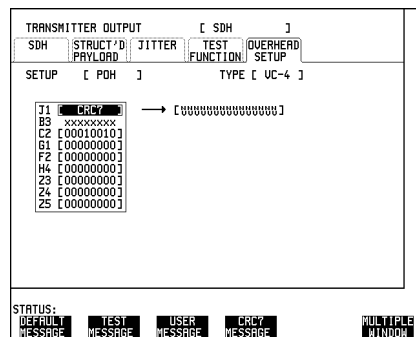 TRANSMITTER OUTPUT [ SDH ]
SDH STRUCT'D PAYLOAD JITTER TEST FUNCTION OVERHEAD SETUP
SETUP [ POH ] TYPE [ VC-4 ]
J1 [ CRC7 ]
B3 xxxxxxxx
C2 [00010010]
G1 [00000000]
F2 [00000000]
H4 [00000000]
Z3 [00000000]
Z4 [00000000]
Z5 [00000000]
STATUS:
DEFAULT MESSAGE TEST MESSAGE USER MESSAGE CRC7 MESSAGE MULTIPLE WINDOW